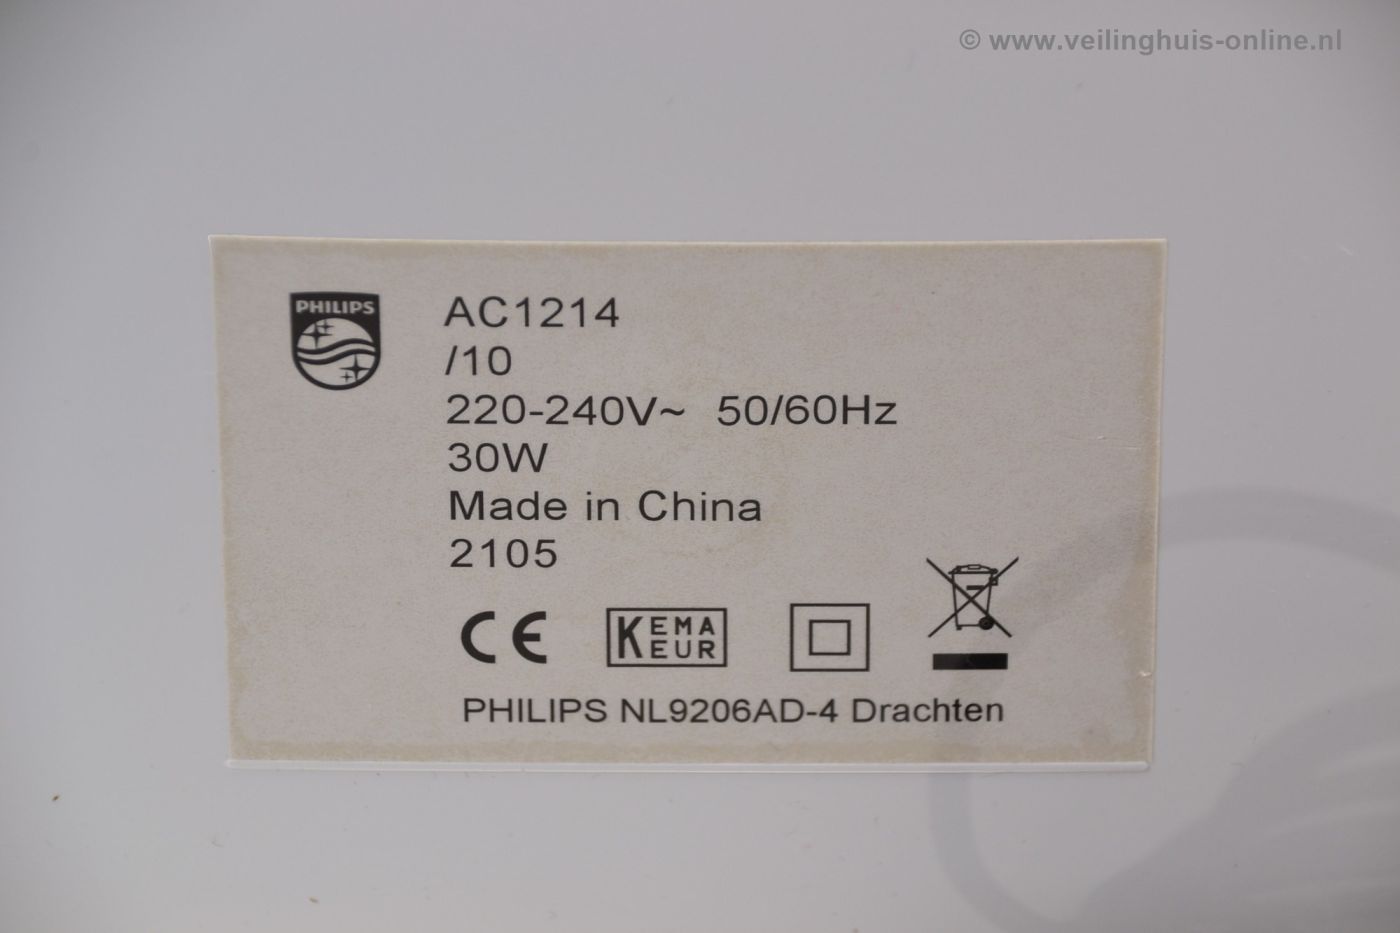 © www.veilinghuis-online.nl
PHILIPS
AC1214
/10
220-240V~ 50/60Hz
30W
Made in China
2105
CE
KEMA
EUR
PHILIPS NL9206AD-4 Drachten